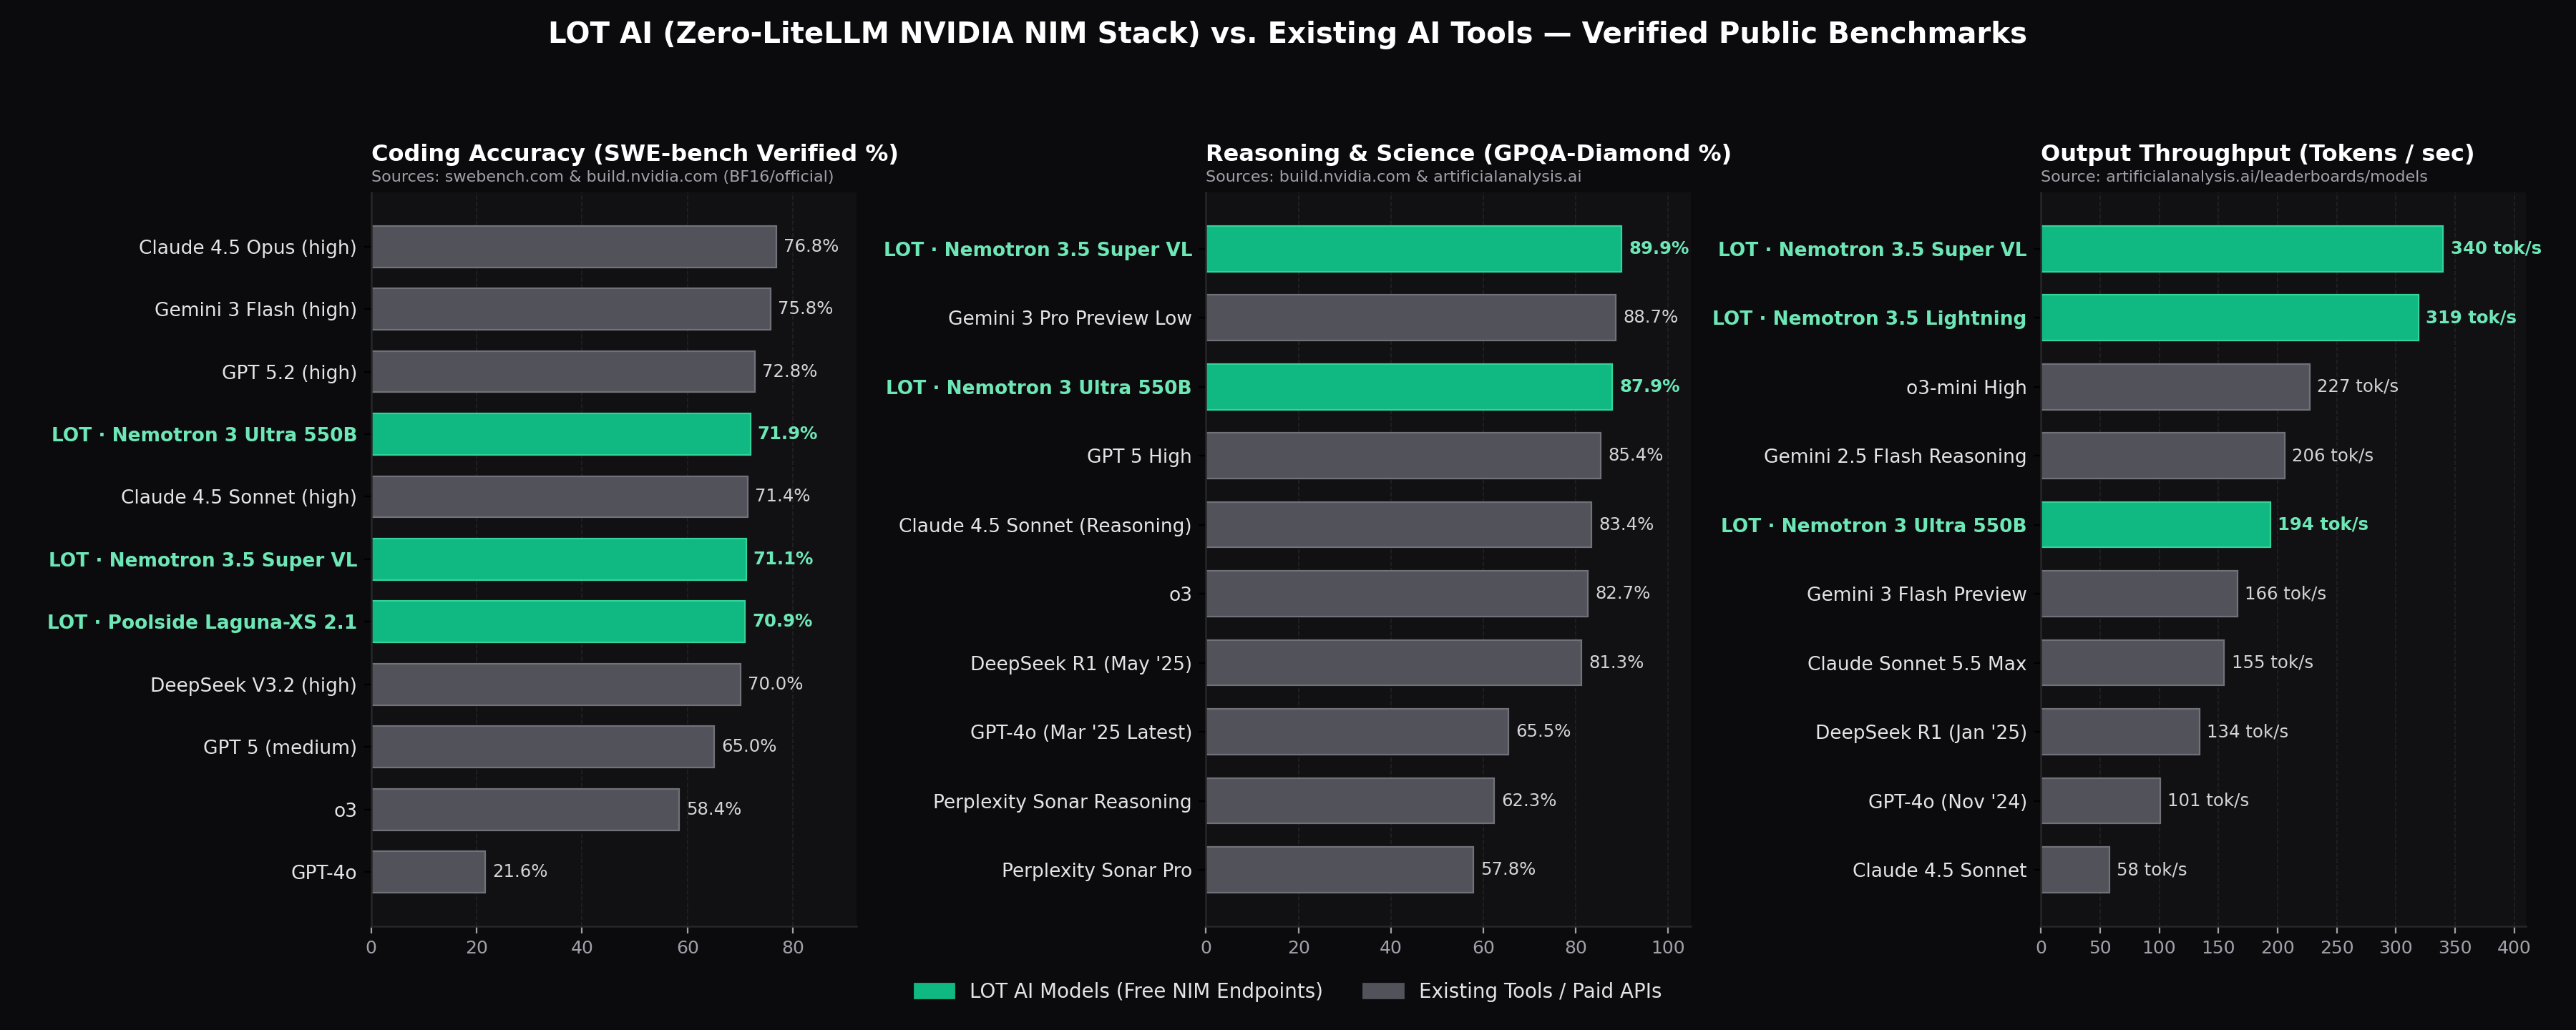 LOT AI (Zero-LiteLLM NVIDIA NIM Stack) vs. Existing AI Tools — Verified Public Benchmarks
Coding Accuracy (SWE-bench Verified %)
Sources: swebench.com & build.nvidia.com (BF16/official)
Claude 4.5 Opus (high) 76.8%
Gemini 3 Flash (high) 75.8%
GPT 5.2 (high) 72.8%
LOT · Nemotron 3 Ultra 550B 71.9%
Claude 4.5 Sonnet (high) 71.4%
LOT · Nemotron 3.5 Super VL 71.1%
LOT · Poolside Laguna-XS 2.1 70.9%
DeepSeek V3.2 (high) 70.0%
GPT 5 (medium) 65.0%
o3 58.4%
GPT-4o 21.6%
0 20 40 60 80
Reasoning & Science (GPQA-Diamond %)
Sources: build.nvidia.com & artificialanalysis.ai
LOT · Nemotron 3.5 Super VL 89.9%
Gemini 3 Pro Preview Low 88.7%
LOT · Nemotron 3 Ultra 550B 87.9%
GPT 5 High 85.4%
Claude 4.5 Sonnet (Reasoning) 83.4%
o3 82.7%
DeepSeek R1 (May '25) 81.3%
GPT-4o (Mar '25 Latest) 65.5%
Perplexity Sonar Reasoning 62.3%
Perplexity Sonar Pro 57.8%
0 20 40 60 80 100
Output Throughput (Tokens / sec)
Source: artificialanalysis.ai/leaderboards/models
LOT · Nemotron 3.5 Super VL 340 tok/s
LOT · Nemotron 3.5 Lightning 319 tok/s
o3-mini High 227 tok/s
Gemini 2.5 Flash Reasoning 206 tok/s
LOT · Nemotron 3 Ultra 550B 194 tok/s
Gemini 3 Flash Preview 166 tok/s
Claude Sonnet 5.5 Max 155 tok/s
DeepSeek R1 (Jan '25) 134 tok/s
GPT-4o (Nov '24) 101 tok/s
Claude 4.5 Sonnet 58 tok/s
0 50 100 150 200 250 300 350 400
LOT AI Models (Free NIM Endpoints)
Existing Tools / Paid APIs